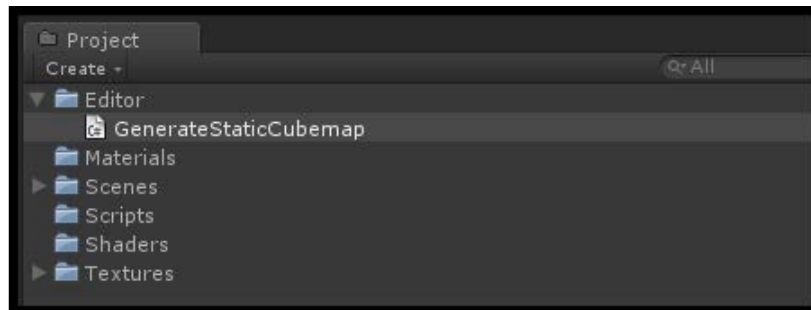 Project
Create
All
Editor
GenerateStaticCubemap
Materials
Scenes
Scripts
Shaders
Textures